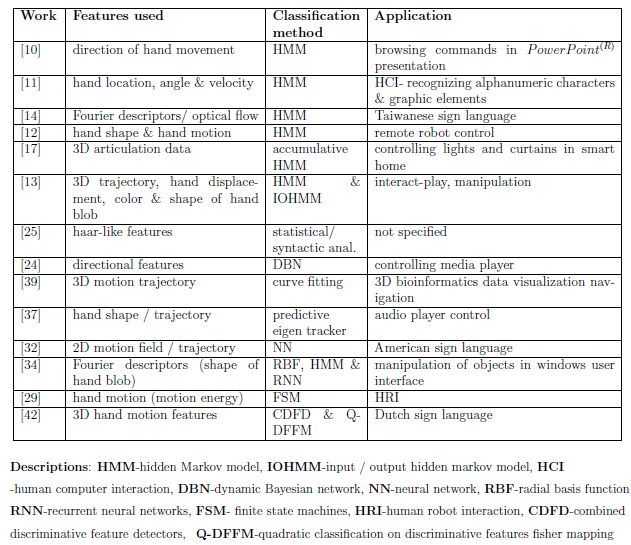 Work Features used Classification method Application
[10] direction of hand movement HMM browsing commands in PowerPoint(R) presentation
[11] hand location, angle & velocity HMM HCI- recognizing alphanumeric characters & graphic elements
[14] Fourier descriptors/ optical flow HMM Taiwanese sign language
[12] hand shape & hand motion HMM remote robot control
[17] 3D articulation data accumulative HMM controlling lights and curtains in smart home
[13] 3D trajectory, hand displace-ment, color & shape of hand blob HMM & IOHMM interact-play, manipulation
[25] haar-like features statistical/ syntactic anal. not specified
[24] directional features DBN controlling media player
[39] 3D motion trajectory curve fitting 3D bioinformatics data visualization nav-igation
[37] hand shape / trajectory predictive eigen tracker audio player control
[32] 2D motion field / trajectory NN American sign language
[34] Fourier descriptors (shape of hand blob) RBF, HMM & RNN manipulation of objects in windows user interface
[29] hand motion (motion energy) FSM HRI
[42] 3D hand motion features CDFD & Q-DFFM Dutch sign language
Descriptions: HMM-hidden Markov model, IOHMM-input / output hidden markov model, HCI
-human computer interaction, DBN-dynamic Bayesian network, NN-neural network, RBF-radial basis function
RNN-recurrent neural networks, FSM- finite state machines, HRI-human robot interaction, CDFD-combined
discriminative feature detectors, Q-DFFM-quadratic classification on discriminative features fisher mapping